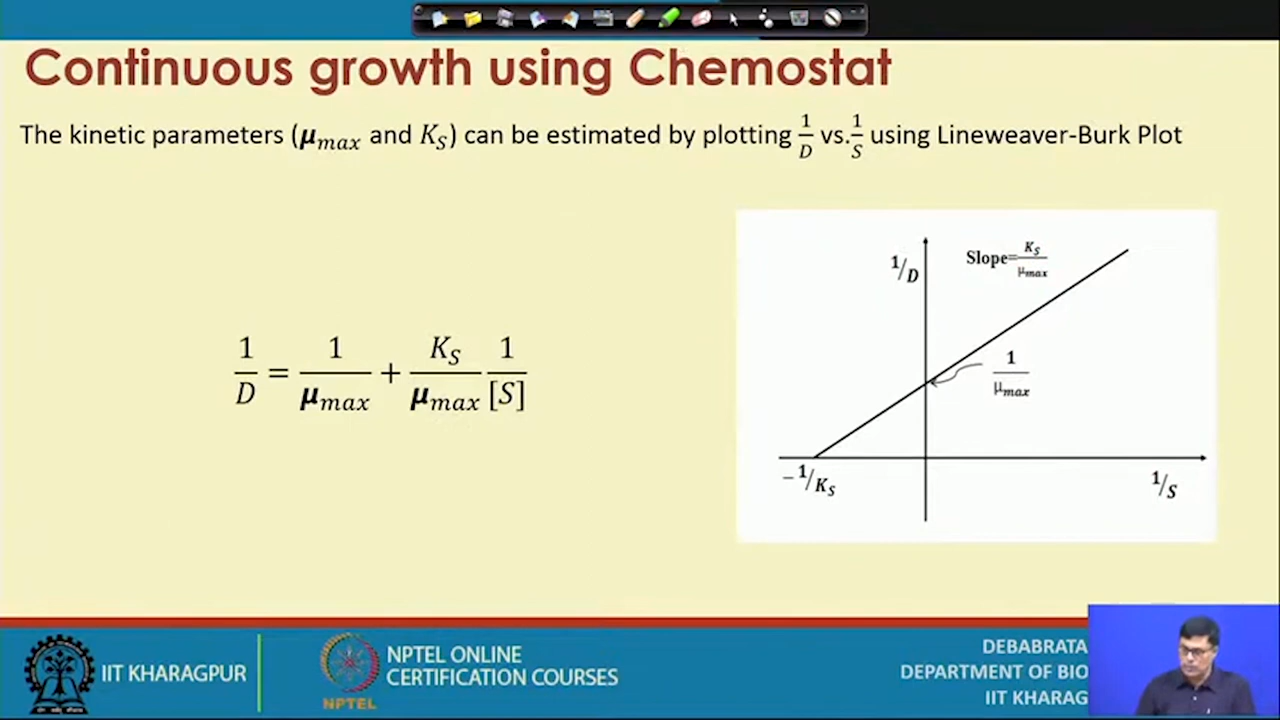 Continuous growth using Chemostat
The kinetic parameters (μmax and KS) can be estimated by plotting 1/D vs. 1/S using Lineweaver-Burk Plot
1/D = 1/μmax + KS/μmax 1/[S]
1/D
Slope=KS/μmax
1/μmax
−1/KS
1/S
IIT KHARAGPUR
NPTEL
NPTEL ONLINE
CERTIFICATION COURSES
DEBABRATA
DEPARTMENT OF BIO
IIT KHARAG